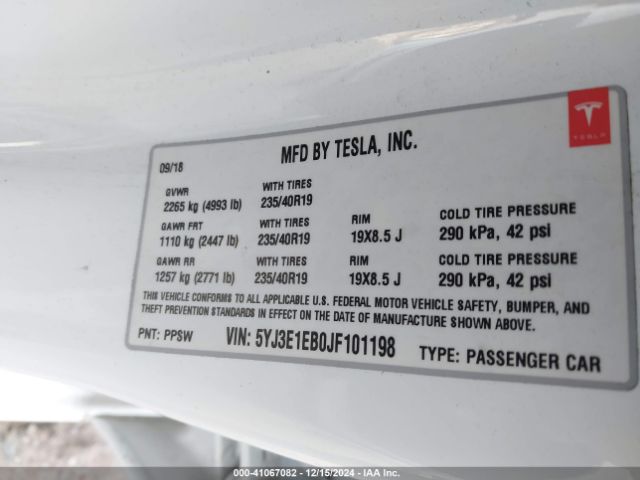 MFD BY TESLA, INC.
TESLA
09/18
GVWR WITH TIRES
2265 kg (4993 lb) 235/40R19
GAWR FRT WITH TIRES RIM COLD TIRE PRESSURE
1110 kg (2447 lb) 235/40R19 19X8.5 J 290 kPa, 42 psi
GAWR RR WITH TIRES RIM COLD TIRE PRESSURE
1257 kg (2771 lb) 235/40R19 19X8.5 J 290 kPa, 42 psi
THIS VEHICLE CONFORMS TO ALL APPLICABLE U.S. FEDERAL MOTOR VEHICLE SAFETY, BUMPER, AND
THEFT PREVENTION STANDARDS IN EFFECT ON THE DATE OF MANUFACTURE SHOWN ABOVE.
PNT: PPSW VIN: 5YJ3E1EB0JF101198 TYPE: PASSENGER CAR
000-41067082 - 12/15/2024 - IAA Inc.